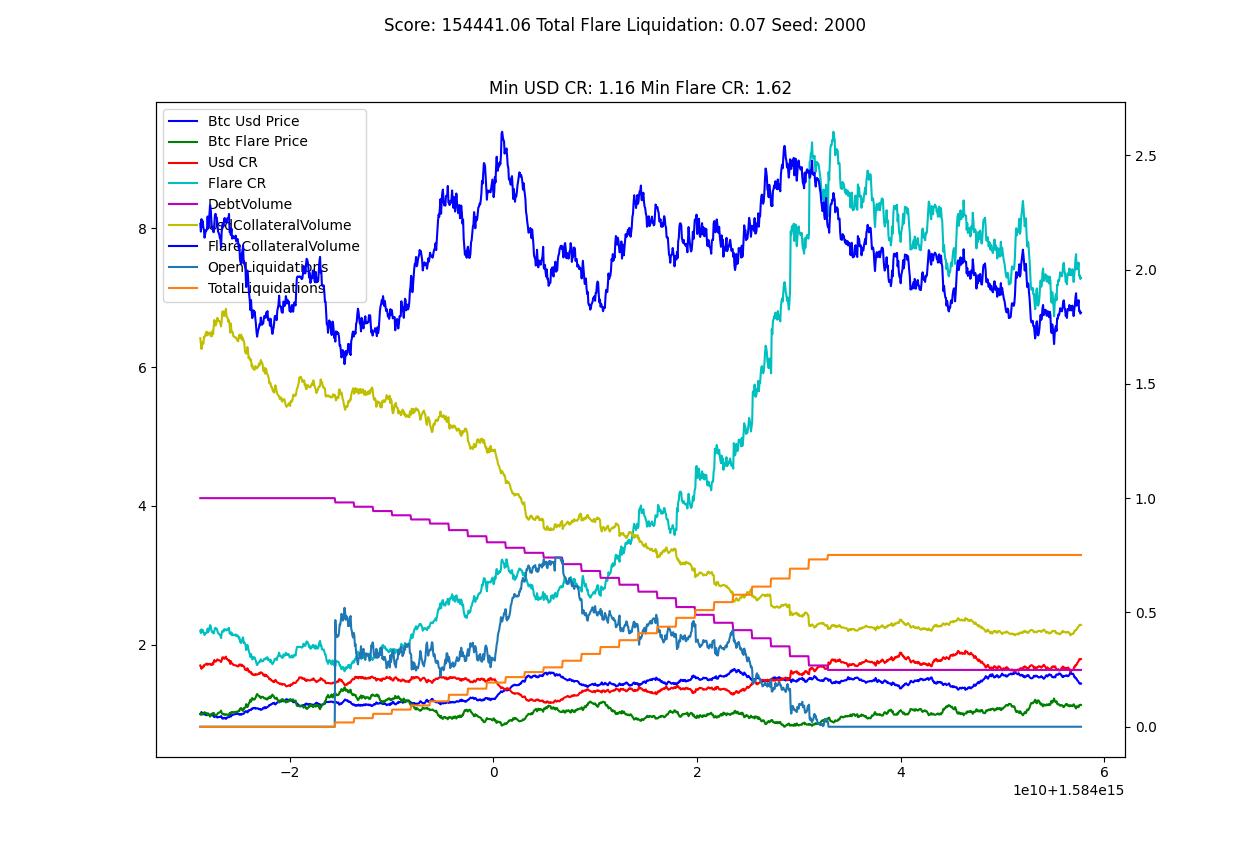 Score: 154441.06 Total Flare Liquidation: 0.07 Seed: 2000
Min USD CR: 1.16 Min Flare CR: 1.62
Btc Usd Price
Btc Flare Price
Usd CR
Flare CR
DebtVolume
UsdCollateralVolume
FlareCollateralVolume
OpenLiquidations
TotalLiquidations
8
6
4
2
2.5
2.0
1.5
1.0
0.5
0.0
−2
0
2
4
6
1e10+1.584e15